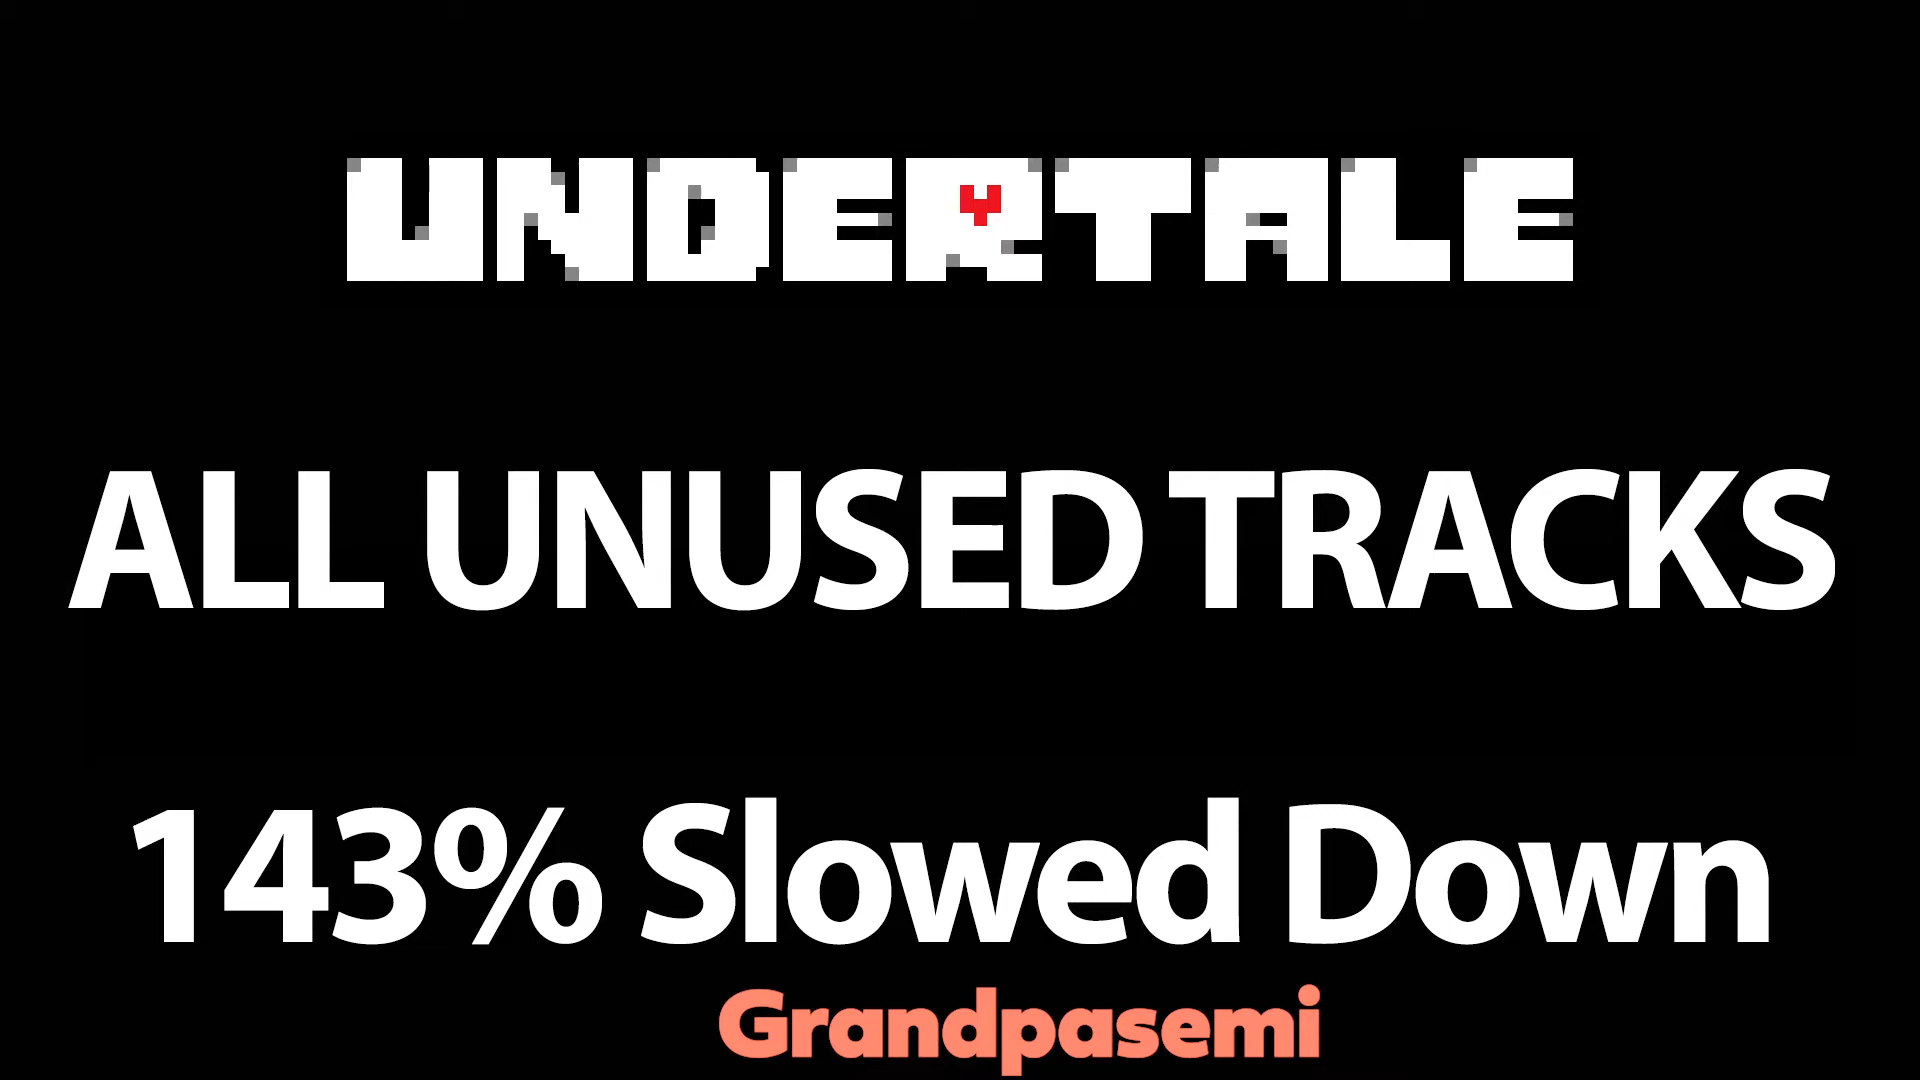 UNDERTALE
ALL UNUSED TRACKS
143% Slowed Down
Grandpasemi